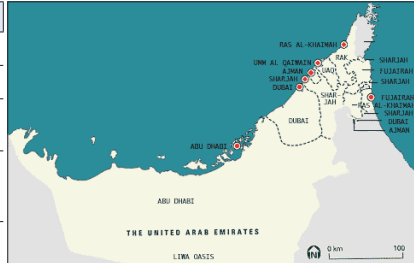 RAS AL-KHAIMAH
UMM AL QAIWAIN
AJMAN
SHARJAH
DUBAI
RAK
UAQ
SHAR-
JAH
DUBAI
SHARJAH
FUJAIRAH
SHARJAH
FUJAIRAH
RAS AL-KHAIMAH
SHARJAH
DUBAI
AJMAN
ABU DHABI
ABU DHABI
THE UNITED ARAB EMIRATES
LIWA OASIS
N
0 km 100